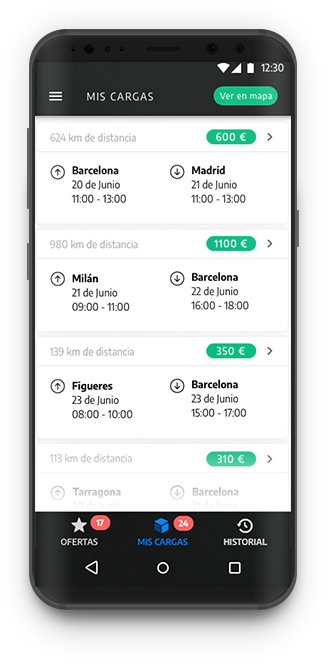 12:30
MIS CARGAS
Ver en mapa
624 km de distancia
600 €
Barcelona
20 de Junio
11:00 - 13:00
Madrid
21 de Junio
11:00 - 13:00
980 km de distancia
1100 €
Milán
21 de Junio
09:00 - 11:00
Barcelona
22 de Junio
16:00 - 18:00
139 km de distancia
350 €
Figueres
23 de Junio
08:00 - 10:00
Barcelona
23 de Junio
15:00 - 17:00
113 km de distancia
310 €
Tarragona
Barcelona
17
OFERTAS
24
MIS CARGAS
HISTORIAL